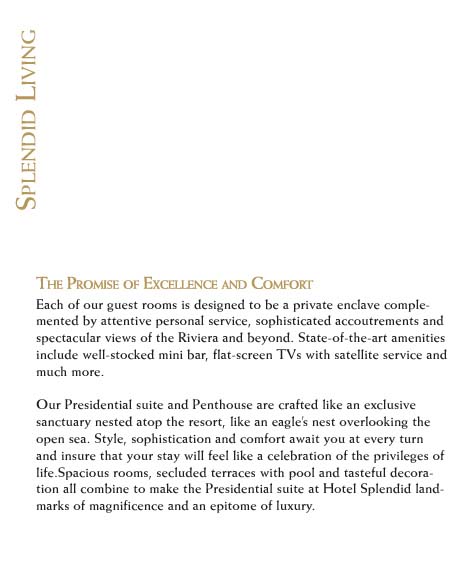 Splendid Living
The Promise of Excellence and Comfort
Each of our guest rooms is designed to be a private enclave comple-
mented by attentive personal service, sophisticated accoutrements and
spectacular views of the Riviera and beyond. State-of-the-art amenities
include well-stocked mini bar, flat-screen TVs with satellite service and
much more.
Our Presidential suite and Penthouse are crafted like an exclusive
sanctuary nested atop the resort, like an eagle's nest overlooking the
open sea. Style, sophistication and comfort await you at every turn
and insure that your stay will feel like a celebration of the privileges of
life.Spacious rooms, secluded terraces with pool and tasteful decora-
tion all combine to make the Presidential suite at Hotel Splendid land-
marks of magnificence and an epitome of luxury.